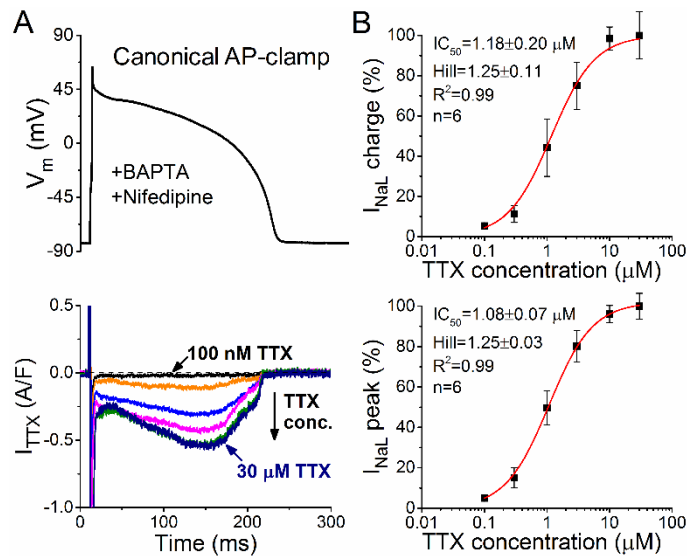 A
Canonical AP-clamp
+BAPTA
+Nifedipine
Vm (mV)
90
45
0
-45
-90
0.5
0.0
-0.5
-1.0
ITTX (A/F)
100 nM TTX
TTX
conc.
30 μM TTX
0
100
200
300
Time (ms)
B
IC50=1.18±0.20 μM
Hill=1.25±0.11
R2=0.99
n=6
INaL charge (%)
100
80
60
40
20
0
0.01
0.1
1
10
100
TTX concentration (μM)
IC50=1.08±0.07 μM
Hill=1.25±0.03
R2=0.99
n=6
INaL peak (%)
100
80
60
40
20
0
0.01
0.1
1
10
100
TTX concentration (μM)